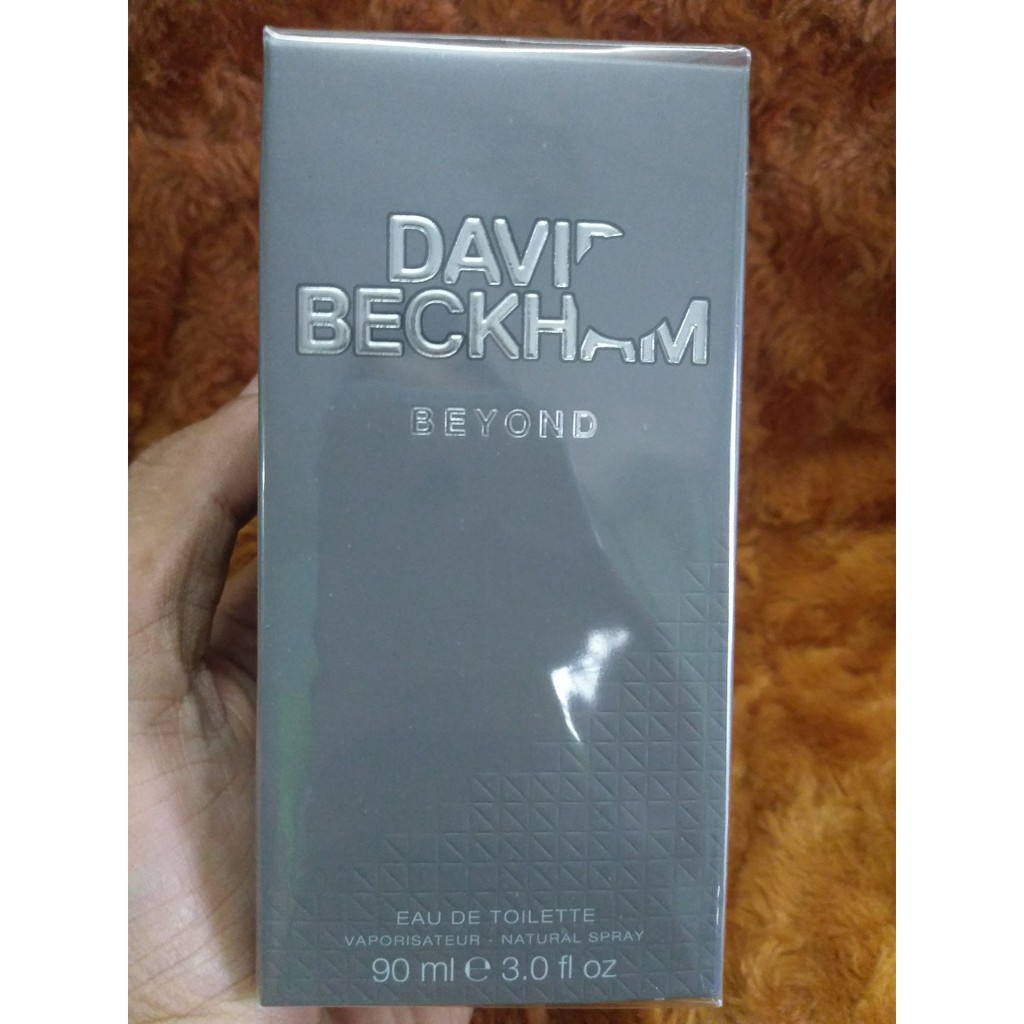 DAVID
BECKHAM
BEYOND
EAU DE TOILETTE
VAPORISATEUR - NATURAL SPRAY
90 ml ℮ 3.0 fl oz